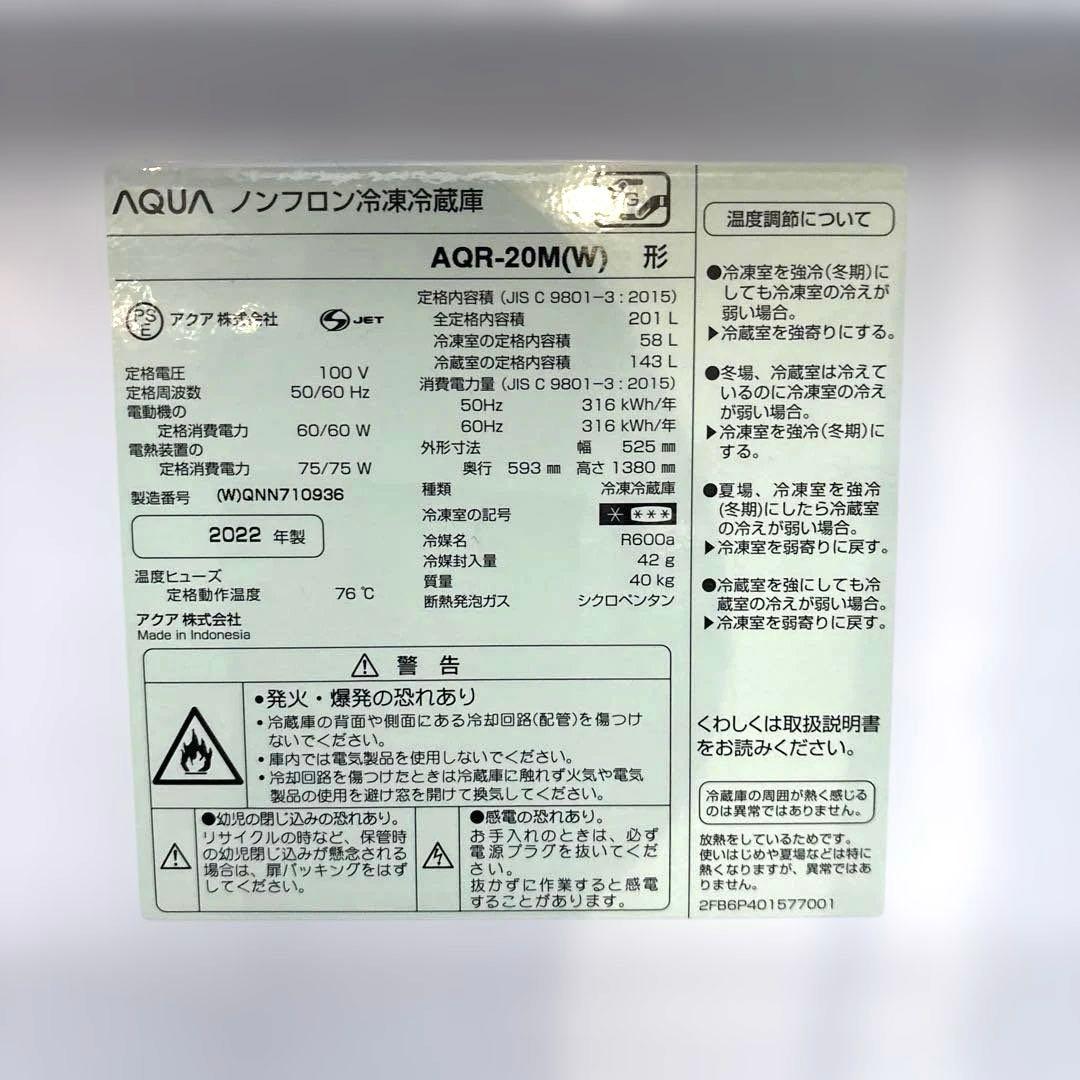 AQUA ノンフロン冷凍冷蔵庫
G
AQR-20M(W) 形
PSE アクア 株式会社 S JET
定格電圧 100 V
定格周波数 50/60 Hz
電動機の
定格消費電力 60/60 W
電熱装置の
定格消費電力 75/75 W
製造番号 (W)QNN710936
2022 年製
温度ヒューズ
定格動作温度 76 ℃
アクア 株式会社
Made in Indonesia
定格内容積 (JIS C 9801-3 : 2015)
全定格内容積 201 L
冷凍室の定格内容積 58 L
冷蔵室の定格内容積 143 L
消費電力量 (JIS C 9801-3 : 2015)
50Hz 316 kWh/年
60Hz 316 kWh/年
外形寸法 幅 525 ㎜
奥行 593 ㎜ 高さ 1380 ㎜
種類 冷凍冷蔵庫
冷凍室の記号
冷媒名 R600a
冷媒封入量 42 g
質量 40 kg
断熱発泡ガス シクロペンタン
⚠ 警 告
●発火・爆発の恐れあり
・冷蔵庫の背面や側面にある冷却回路(配管)を傷つけ
ないでください。
・庫内では電気製品を使用しないでください。
・冷却回路を傷つけたときは冷蔵庫に触れず火気や電気
製品の使用を避け窓を開けて換気してください。
●幼児の閉じ込みの恐れあり。
リサイクルの時など、保管時
の幼児閉じ込みが懸念される
場合は、扉パッキングをはず
してください。
●感電の恐れあり。
お手入れのときは、必ず
電源プラグを抜いてくだ
さい。
抜かずに作業すると感電
することがあります。
温度調節について
●冷凍室を強冷(冬期)に
しても冷凍室の冷えが
弱い場合。
▶冷蔵室を強寄りにする。
●冬場、冷蔵室は冷えて
いるのに冷凍室の冷え
が弱い場合。
▶冷凍室を強冷(冬期)に
する。
●夏場、冷凍室を強冷
(冬期)にしたら冷蔵室
の冷えが弱い場合。
▶冷凍室を弱寄りに戻す。
●冷蔵室を強にしても冷
蔵室の冷えが弱い場合。
▶冷凍室を弱寄りに戻す。
くわしくは取扱説明書
をお読みください。
冷蔵庫の周囲が熱く感じる
のは異常ではありません。
放熱をしているためです。
使いはじめや夏場などは特に
熱くなりますが、異常ではあ
りません。
2FB6P401577001